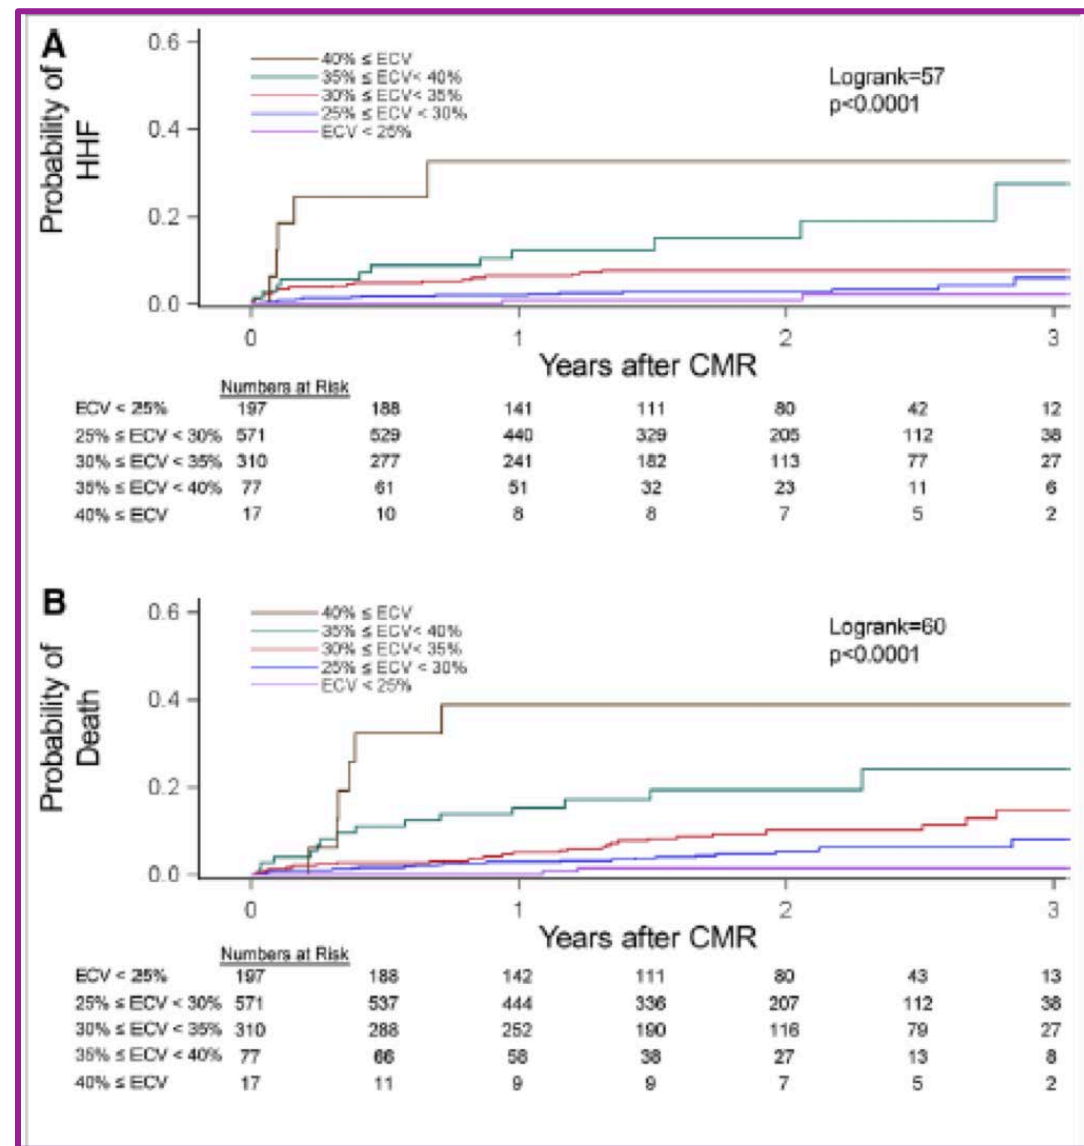 A
Probability of
HHF
0.6
0.4
0.2
0.0
40% ≤ ECV
35% ≤ ECV< 40%
30% ≤ ECV< 35%
25% ≤ ECV < 30%
ECV < 25%
Logrank=57
p<0.0001
0 1 2 3
Years after CMR
Numbers at Risk
ECV < 25% 197 188 141 111 80 42 12
25% ≤ ECV < 30% 571 529 440 329 205 112 38
30% ≤ ECV < 35% 310 277 241 182 113 77 27
35% ≤ ECV < 40% 77 61 51 32 23 11 6
40% ≤ ECV 17 10 8 8 7 5 2
B
Probability of
Death
0.6
0.4
0.2
0.0
40% ≤ ECV
35% ≤ ECV< 40%
30% ≤ ECV< 35%
25% ≤ ECV < 30%
ECV < 25%
Logrank=60
p<0.0001
0 1 2 3
Years after CMR
Numbers at Risk
ECV < 25% 197 188 142 111 80 43 13
25% ≤ ECV < 30% 571 537 444 336 207 112 38
30% ≤ ECV < 35% 310 288 252 190 116 79 27
35% ≤ ECV < 40% 77 66 58 38 27 13 8
40% ≤ ECV 17 11 9 9 7 5 2